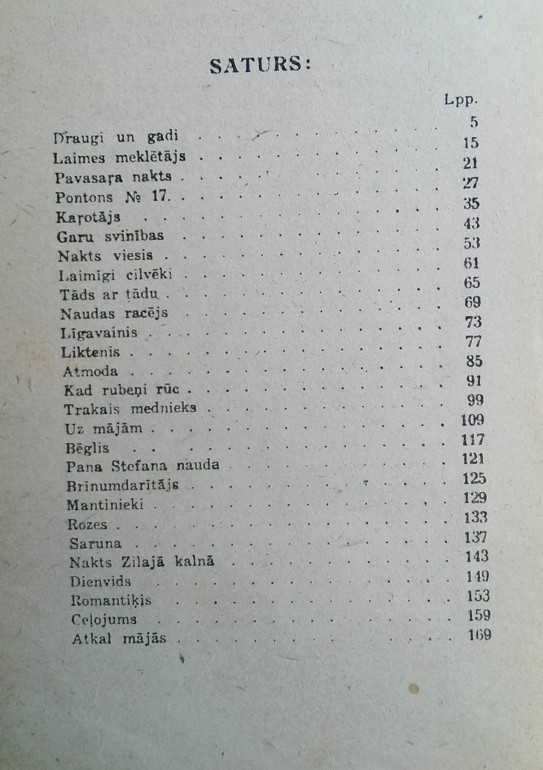 SATURS:
Lpp.
Draugi un gadi . . . . . . . . . . . 5
Laimes meklētājs . . . . . . . . . . . 15
Pavasaŗa nakts . . . . . . . . . . . 21
Pontons № 17. . . . . . . . . . . . 27
Kaŗotājs . . . . . . . . . . . 35
Garu svinības . . . . . . . . . . . 43
Nakts viesis . . . . . . . . . . . 53
Laimīgi cilvēki . . . . . . . . . . . 61
Tāds ar tādu . . . . . . . . . . . 65
Naudas racējs . . . . . . . . . . . 69
Līgavainis . . . . . . . . . . . 73
Liktenis . . . . . . . . . . . 77
Atmoda . . . . . . . . . . . 85
Kad rubeņi rūc . . . . . . . . . . . 91
Trakais mednieks . . . . . . . . . . . 99
Uz mājām . . . . . . . . . . . 109
Bēglis . . . . . . . . . . . 117
Pana Stefana nauda . . . . . . . . . . 121
Brīnumdarītājs . . . . . . . . . . . 125
Mantinieki . . . . . . . . . . . 129
Rozes . . . . . . . . . . . 133
Saruna . . . . . . . . . . . 137
Nakts Zilajā kalnā . . . . . . . . . . 143
Dienvids . . . . . . . . . . . 149
Romantiķis . . . . . . . . . . . 153
Ceļojums . . . . . . . . . . . 159
Atkal mājās . . . . . . . . . . . 169